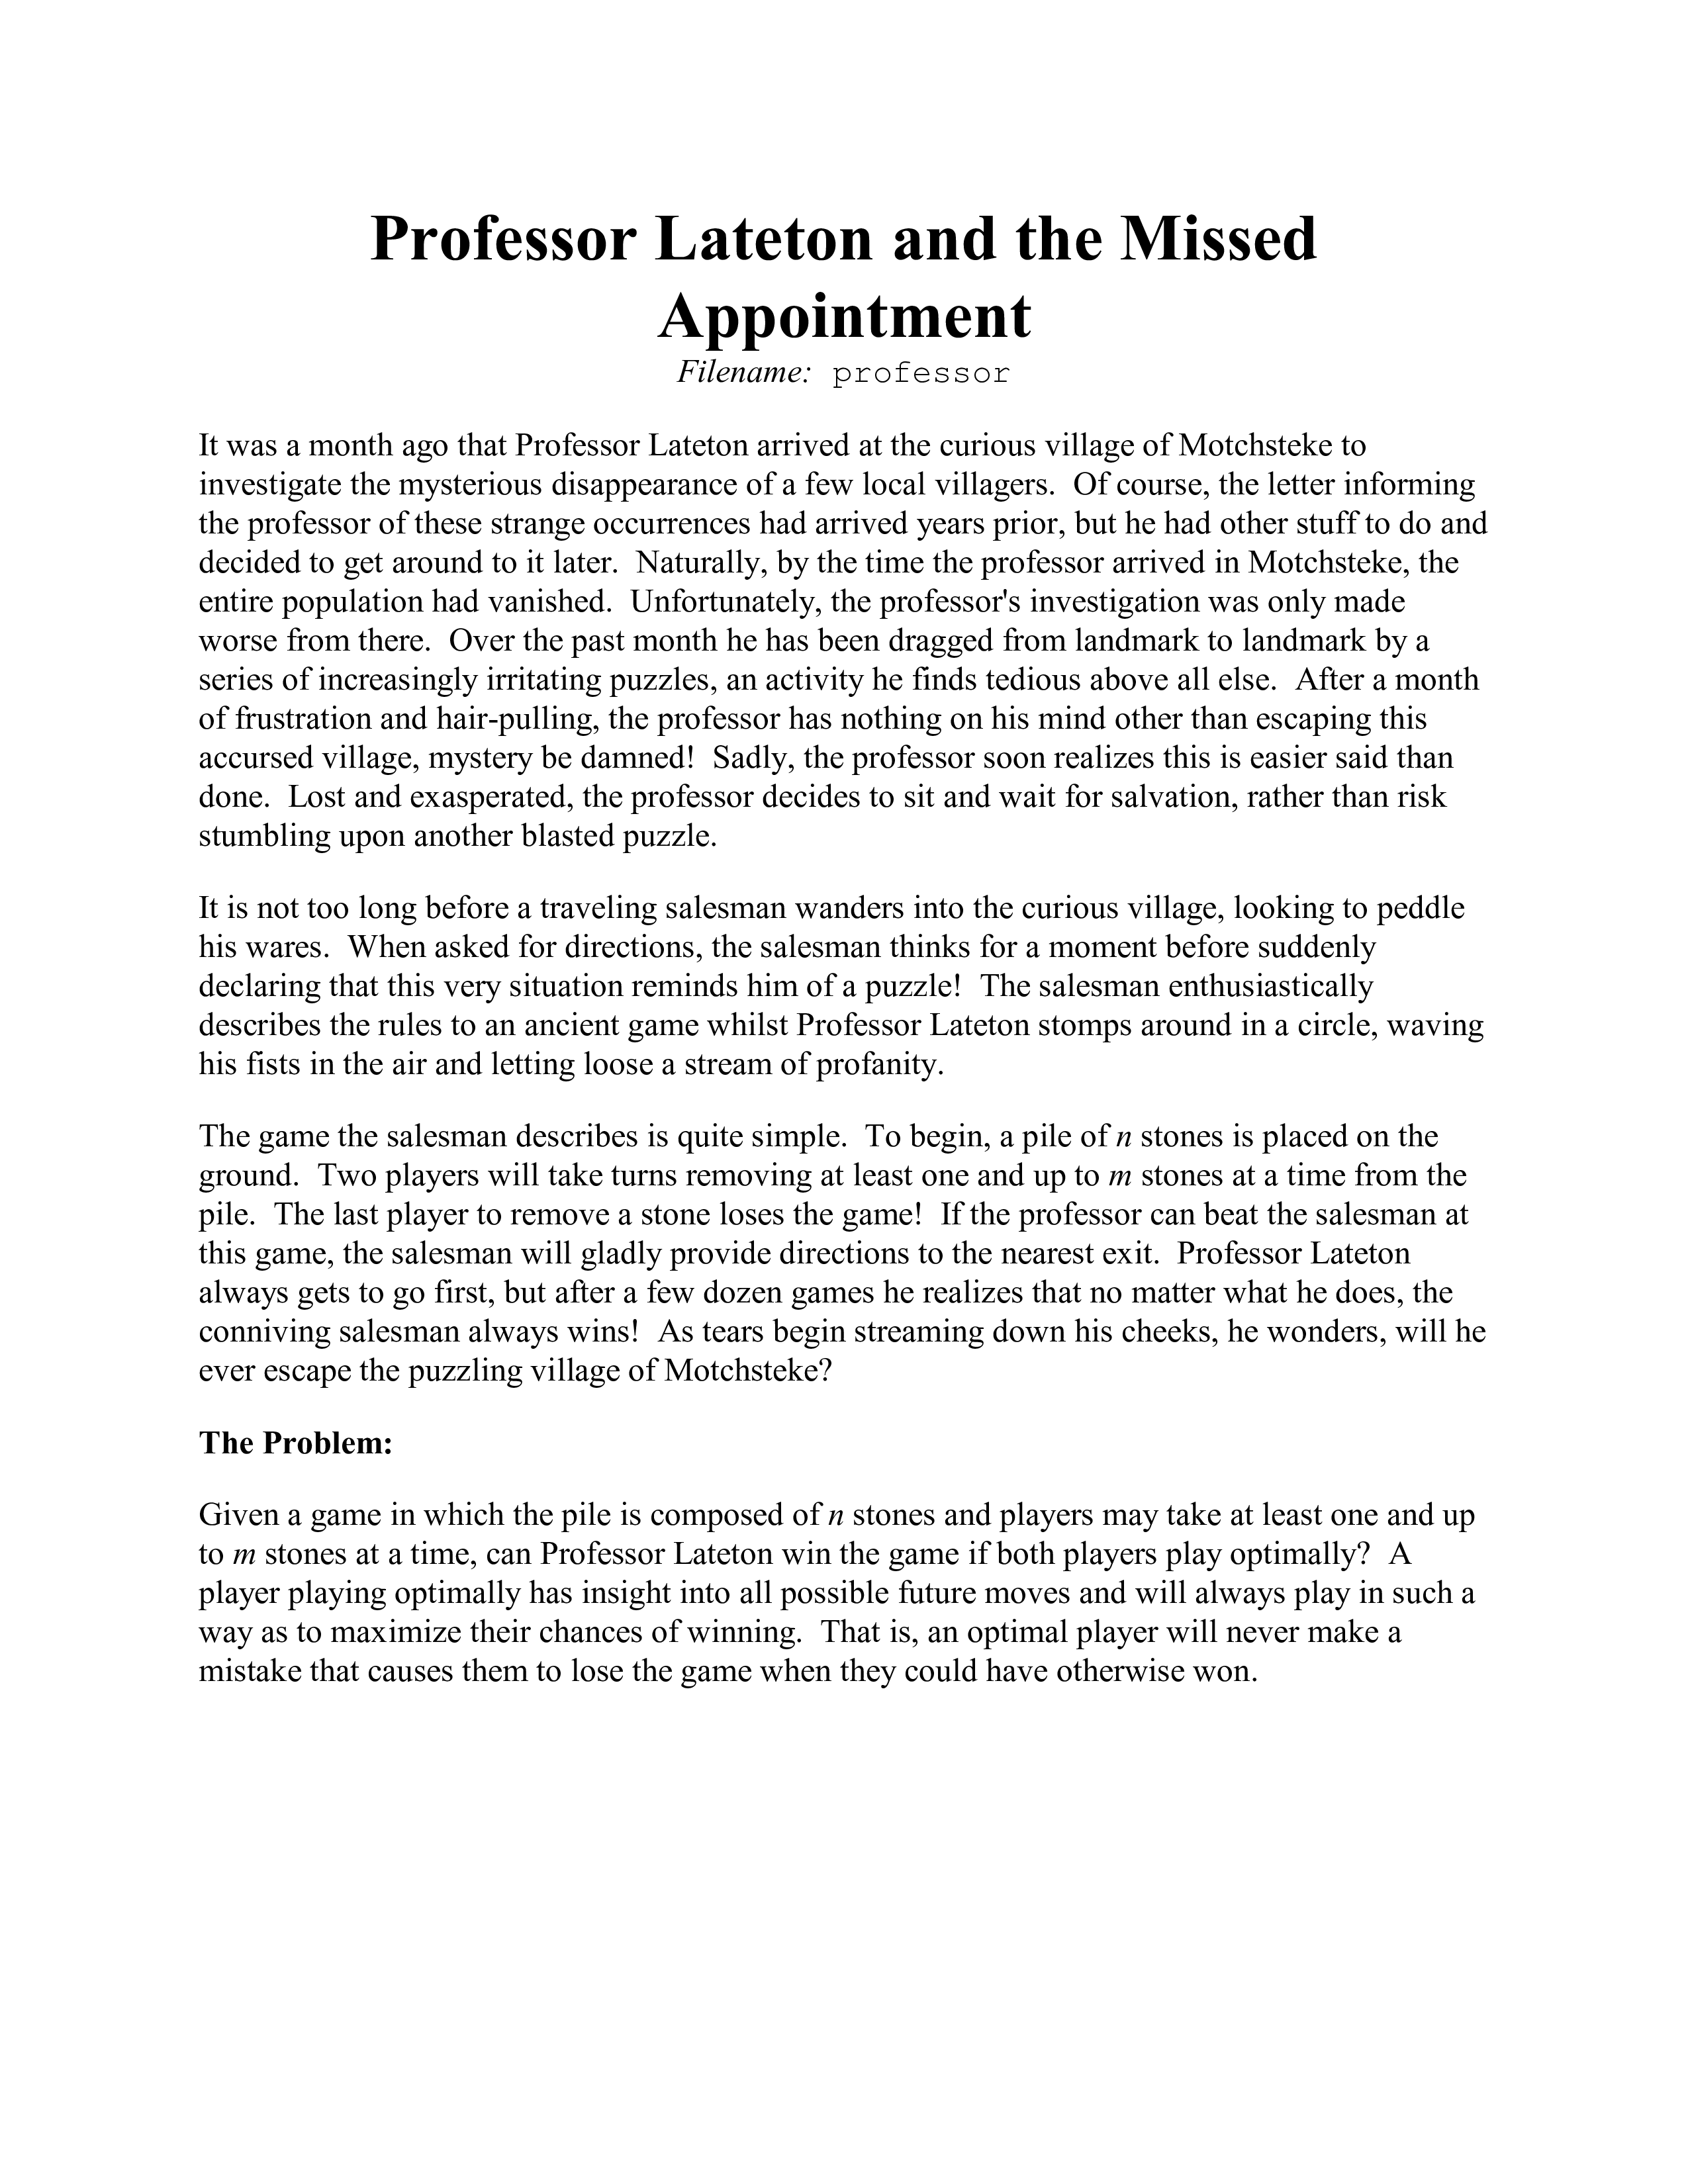 Professor Lateton and the Missed
Appointment
Filename: professor
It was a month ago that Professor Lateton arrived at the curious village of Motchsteke to
investigate the mysterious disappearance of a few local villagers. Of course, the letter informing
the professor of these strange occurrences had arrived years prior, but he had other stuff to do and
decided to get around to it later. Naturally, by the time the professor arrived in Motchsteke, the
entire population had vanished. Unfortunately, the professor's investigation was only made
worse from there. Over the past month he has been dragged from landmark to landmark by a
series of increasingly irritating puzzles, an activity he finds tedious above all else. After a month
of frustration and hair-pulling, the professor has nothing on his mind other than escaping this
accursed village, mystery be damned! Sadly, the professor soon realizes this is easier said than
done. Lost and exasperated, the professor decides to sit and wait for salvation, rather than risk
stumbling upon another blasted puzzle.
It is not too long before a traveling salesman wanders into the curious village, looking to peddle
his wares. When asked for directions, the salesman thinks for a moment before suddenly
declaring that this very situation reminds him of a puzzle! The salesman enthusiastically
describes the rules to an ancient game whilst Professor Lateton stomps around in a circle, waving
his fists in the air and letting loose a stream of profanity.
The game the salesman describes is quite simple. To begin, a pile of n stones is placed on the
ground. Two players will take turns removing at least one and up to m stones at a time from the
pile. The last player to remove a stone loses the game! If the professor can beat the salesman at
this game, the salesman will gladly provide directions to the nearest exit. Professor Lateton
always gets to go first, but after a few dozen games he realizes that no matter what he does, the
conniving salesman always wins! As tears begin streaming down his cheeks, he wonders, will he
ever escape the puzzling village of Motchsteke?
The Problem:
Given a game in which the pile is composed of n stones and players may take at least one and up
to m stones at a time, can Professor Lateton win the game if both players play optimally? A
player playing optimally has insight into all possible future moves and will always play in such a
way as to maximize their chances of winning. That is, an optimal player will never make a
mistake that causes them to lose the game when they could have otherwise won.